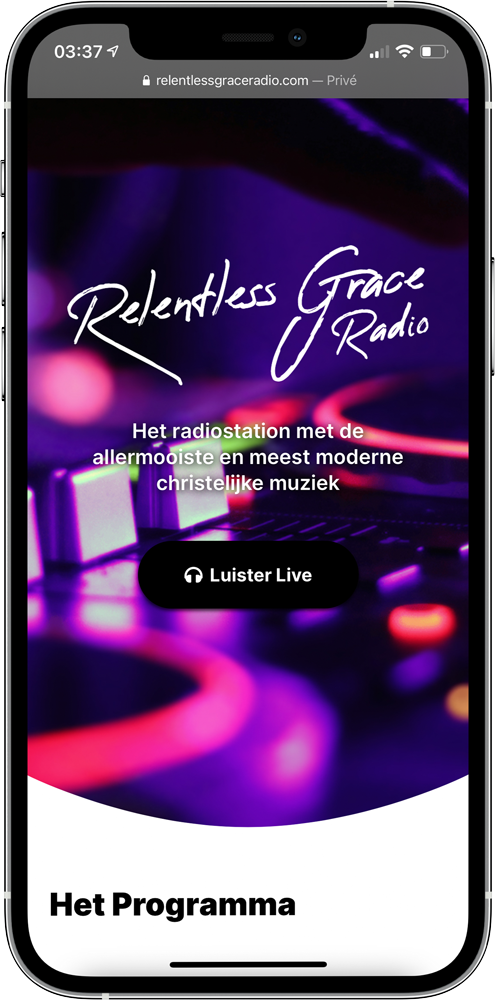 03:37
relentlessgraceradio.com — Privé
Relentless Grace
Radio
Het radiostation met de
allermooiste en meest moderne
christelijke muziek
Luister Live
Het Programma